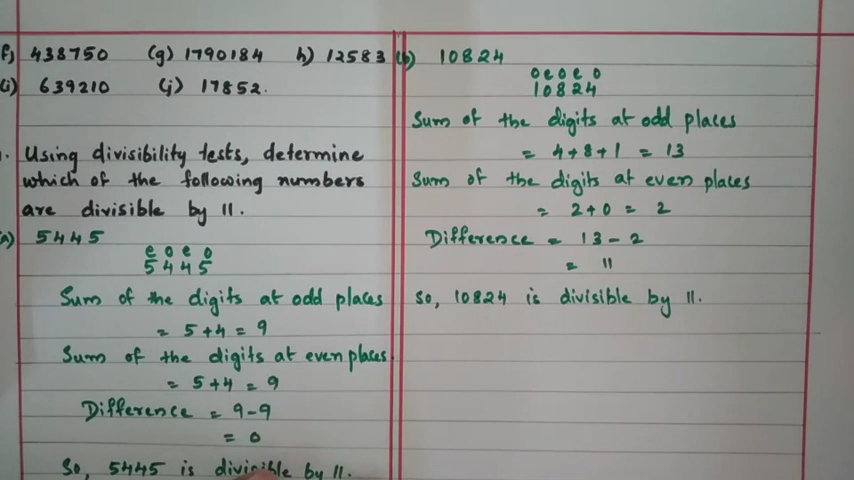 f) 438750 (g) 1790184 h) 12583
(i) 639210 (j) 17852.
. Using divisibility tests, determine
which of the following numbers
are divisible by 11.
a) 5445
e o e o
5 4 4 5
Sum of the digits at odd places
= 5+4 = 9
Sum of the digits at even places
= 5+4 = 9
Difference = 9-9
= 0
So, 5445 is divisible by 11.
(b) 10824
o e o e o
1 0 8 2 4
Sum of the digits at odd places
= 4+8+1 = 13
Sum of the digits at even places
= 2+0 = 2
Difference = 13-2
= 11
So, 10824 is divisible by 11.